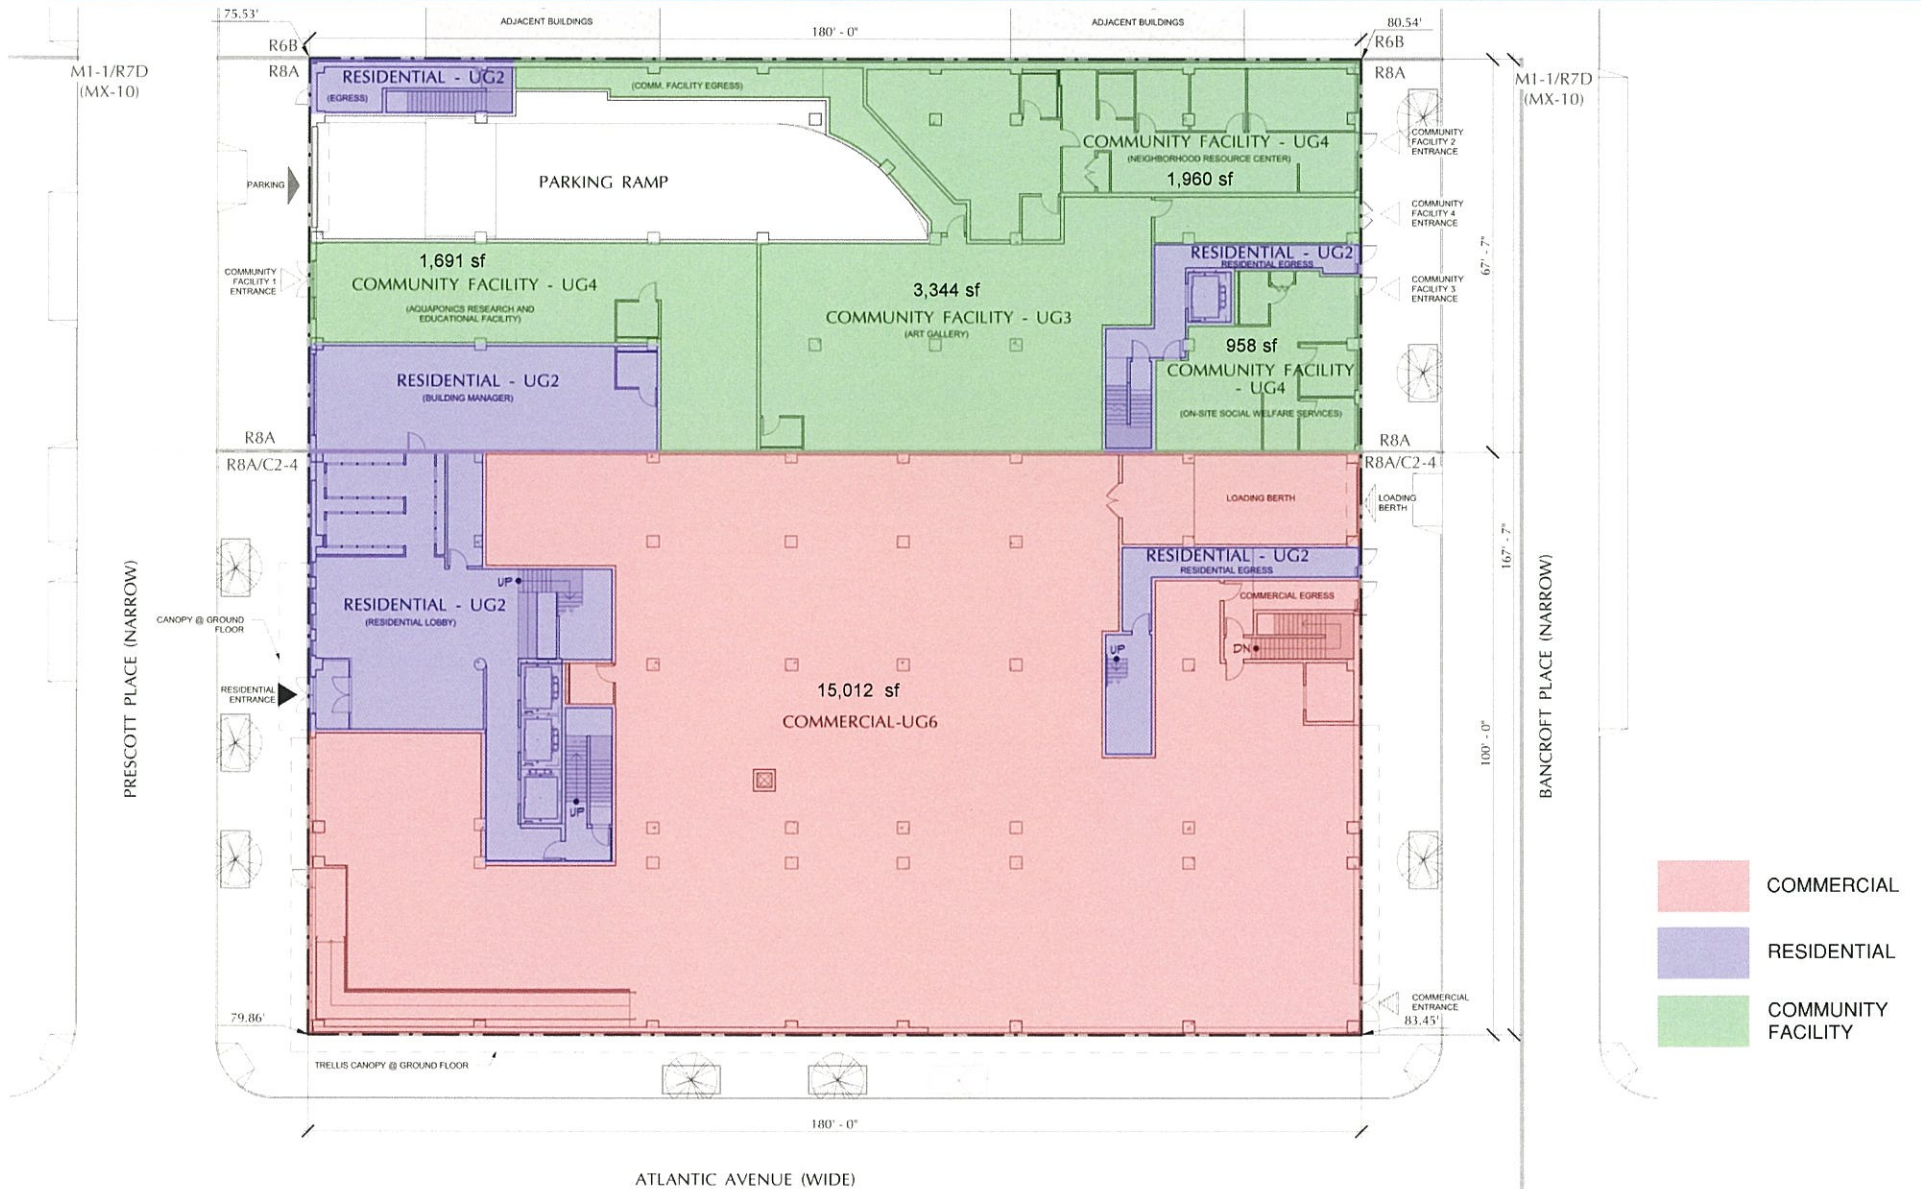 75.53'
ADJACENT BUILDINGS
ADJACENT BUILDINGS
180' - 0"
80.54'
R6B
R6B
M1-1/R7D
(MX-10)
R8A
R8A
M1-1/R7D
(MX-10)
RESIDENTIAL - UG2
(EGRESS)
(COMM. FACILITY EGRESS)
COMMUNITY FACILITY - UG4
(NEIGHBORHOOD RESOURCE CENTER)
1,960 sf
COMMUNITY
FACILITY 2
ENTRANCE
PARKING
PARKING RAMP
COMMUNITY
FACILITY 4
ENTRANCE
67' - 7"
RESIDENTIAL - UG2
RESIDENTIAL EGRESS
COMMUNITY
FACILITY 1
ENTRANCE
1,691 sf
COMMUNITY FACILITY - UG4
(AQUAPONICS RESEARCH AND
EDUCATIONAL FACILITY)
3,344 sf
COMMUNITY FACILITY - UG3
(ART GALLERY)
COMMUNITY
FACILITY 3
ENTRANCE
958 sf
COMMUNITY FACILITY
- UG4
(ON-SITE SOCIAL WELFARE SERVICES)
RESIDENTIAL - UG2
(BUILDING MANAGER)
R8A
R8A
R8A/C2-4
R8A/C2-4
LOADING BERTH
LOADING
BERTH
167' - 7"
RESIDENTIAL - UG2
RESIDENTIAL EGRESS
UP
COMMERCIAL EGRESS
RESIDENTIAL - UG2
(RESIDENTIAL LOBBY)
CANOPY @ GROUND
FLOOR
UP
DN
PRESCOTT PLACE (NARROW)
BANCROFT PLACE (NARROW)
RESIDENTIAL
ENTRANCE
15,012 sf
COMMERCIAL-UG6
100' - 0"
UP
COMMERCIAL
RESIDENTIAL
COMMUNITY
FACILITY
COMMERCIAL
ENTRANCE
79.86'
83.45'
TRELLIS CANOPY @ GROUND FLOOR
180' - 0"
ATLANTIC AVENUE (WIDE)